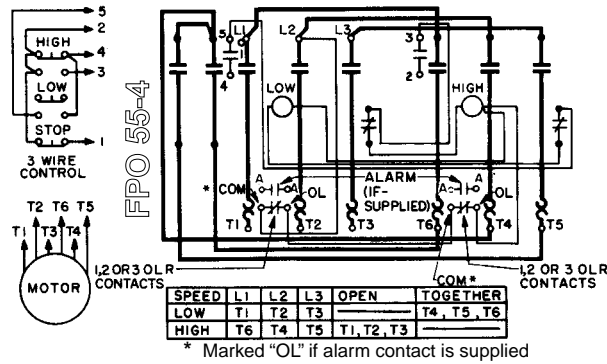 5
2
HIGH
4
3
LOW
STOP
1
3 WIRE
CONTROL
FPO 55-4
5 L1 L2 L3 3
1
4 2
LOW HIGH
ALARM
(IF-
SUPPLIED)
A A A A
* COM OL OL
T1 T2 T3 T6 T4 T5
COM*
1,2 OR 3 OLR
CONTACTS
1,2 OR 3 OLR
CONTACTS
T2 T6 T5
T1 T3 T4
MOTOR
SPEED L1 L2 L3 OPEN TOGETHER
LOW T1 T2 T3 T4, T5, T6
HIGH T6 T4 T5 T1, T2, T3
* Marked "OL" if alarm contact is supplied